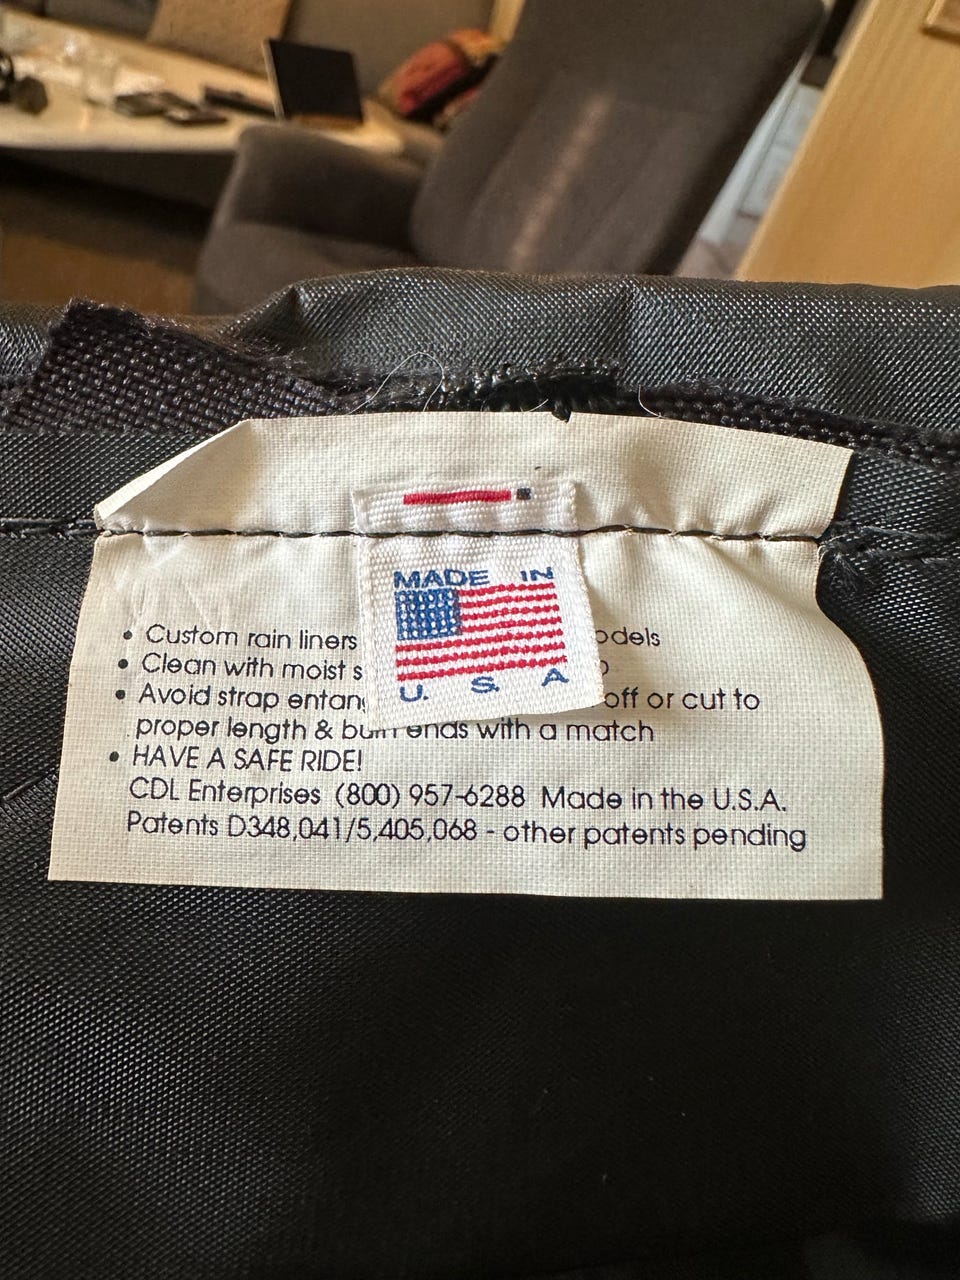 MADE IN
U. S. A
• Custom rain liners
• Clean with moist
• Avoid strap off or cut to
proper length & burn ends with a match
• HAVE A SAFE RIDE!
CDL Enterprises (800) 957-6288 Made in the U.S.A.
Patents D348,041/5,405,068 - other patents pending